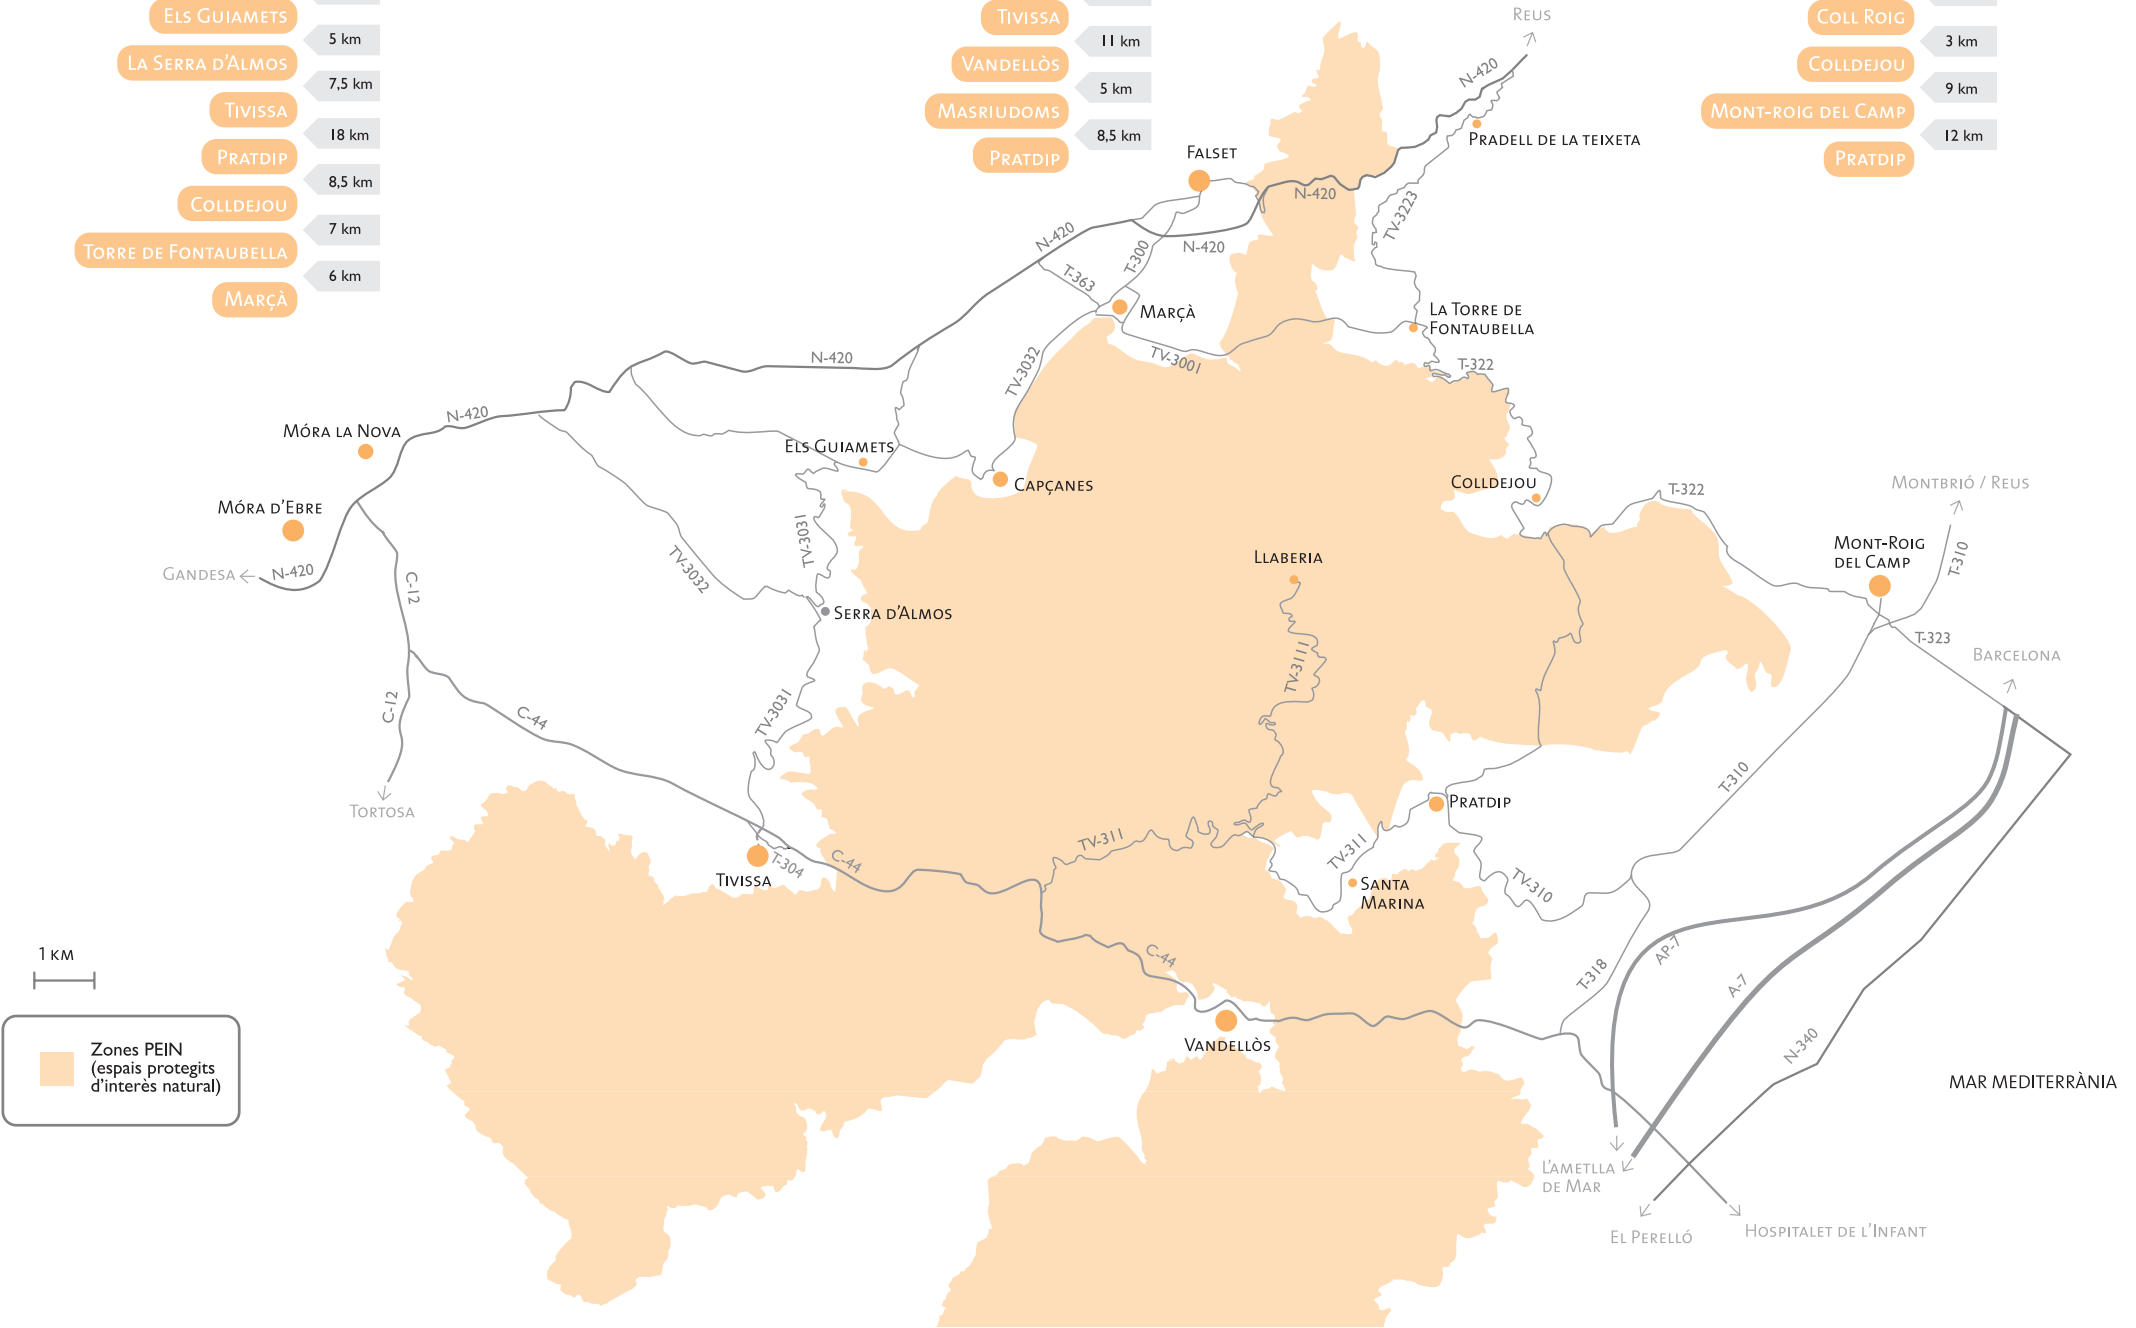 Els Guiamets
5 km
La Serra d'Almos
7,5 km
Tivissa
18 km
Pratdip
8,5 km
Colldejou
7 km
Torre de Fontaubella
6 km
Marçà
Tivissa
11 km
Vandellòs
5 km
Masriudoms
8,5 km
Pratdip
Coll Roig
3 km
Colldejou
9 km
Mont-roig del Camp
12 km
Pratdip
Reus
N-420
Pradell de la Teixeta
Falset
N-420
TV-3223
N-420
N-420
T-300
T-363
Marçà
La Torre de
Fontaubella
TV-3001
T-322
TV-3032
N-420
N-420
Móra la Nova
Els Guiamets
Capçanes
Colldejou
T-322
Montbrió / Reus
Móra d'Ebre
Gandesa
N-420
C-12
TV-3031
TV-3032
Serra d'Almos
Llaberia
TV-3111
Mont-Roig
del Camp
T-310
T-323
Barcelona
C-12
C-44
TV-3031
Tortosa
T-310
Pratdip
TV-311
TV-311
C-44
T-304
Tivissa
Santa
Marina
TV-310
C-44
AP-7
T-318
A-7
N-340
Vandellòs
1 km
Zones PEIN
(espais protegits
d'interès natural)
MAR MEDITERRÀNIA
L'ametlla
de Mar
El Perelló
Hospitalet de l'Infant